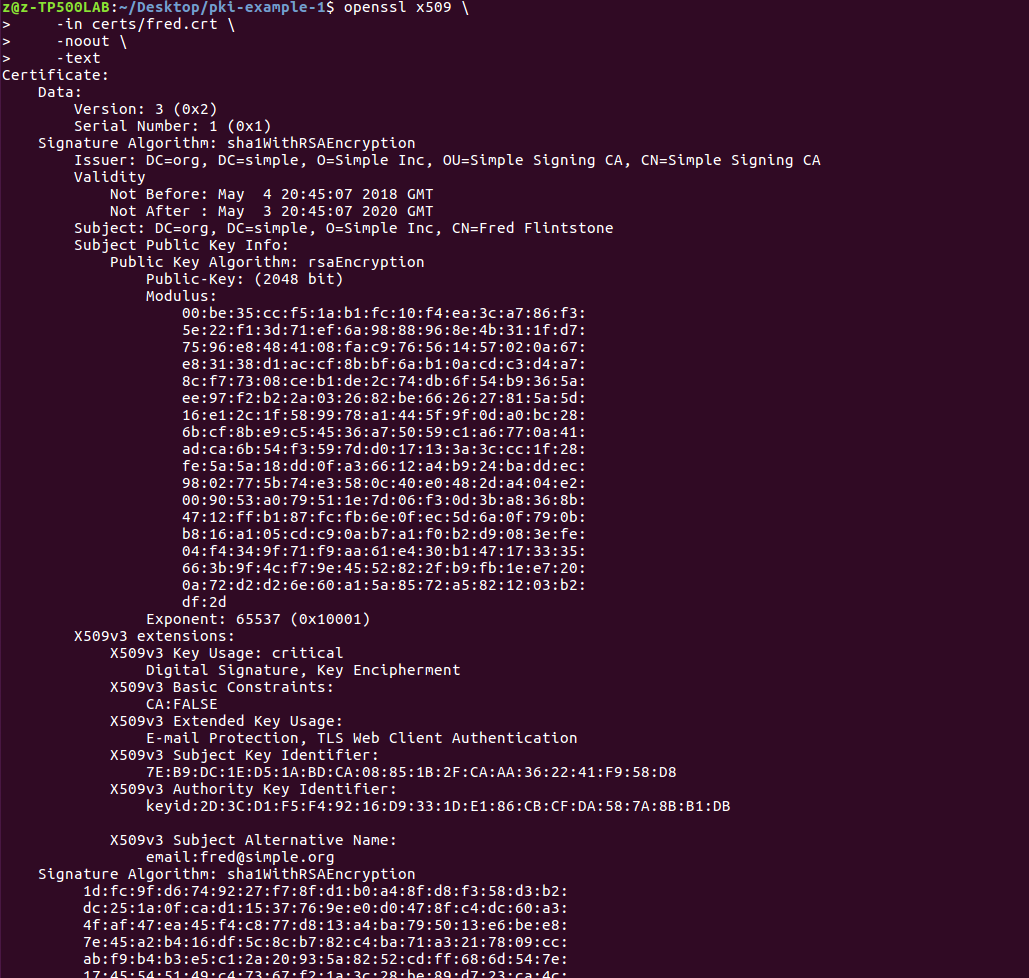 z@z-TP500LAB:~/Desktop/pki-example-1$ openssl x509 \
>     -in certs/fred.crt \
>     -noout \
>     -text
Certificate:
    Data:
        Version: 3 (0x2)
        Serial Number: 1 (0x1)
    Signature Algorithm: sha1WithRSAEncryption
        Issuer: DC=org, DC=simple, O=Simple Inc, OU=Simple Signing CA, CN=Simple Signing CA
        Validity
            Not Before: May  4 20:45:07 2018 GMT
            Not After : May  3 20:45:07 2020 GMT
        Subject: DC=org, DC=simple, O=Simple Inc, CN=Fred Flintstone
        Subject Public Key Info:
            Public Key Algorithm: rsaEncryption
                Public-Key: (2048 bit)
                Modulus:
                    00:be:35:cc:f5:1a:b1:fc:10:f4:ea:3c:a7:86:f3:
                    5e:22:f1:3d:71:ef:6a:98:88:96:8e:4b:31:1f:d7:
                    75:96:e8:48:41:08:fa:c9:76:56:14:57:02:0a:67:
                    e8:31:38:d1:ac:cf:8b:bf:6a:b1:0a:cd:c3:d4:a7:
                    8c:f7:73:08:ce:b1:de:2c:74:db:6f:54:b9:36:5a:
                    ee:97:f2:b2:2a:03:26:82:be:66:26:27:81:5a:5d:
                    16:e1:2c:1f:58:99:78:a1:44:5f:9f:0d:a0:bc:28:
                    6b:cf:8b:e9:c5:45:36:a7:50:59:c1:a6:77:0a:41:
                    ad:ca:6b:54:f3:59:7d:d0:17:13:3a:3c:cc:1f:28:
                    fe:5a:5a:18:dd:0f:a3:66:12:a4:b9:24:ba:dd:ec:
                    98:02:77:5b:74:e3:58:0c:40:e0:48:2d:a4:04:e2:
                    00:90:53:a0:79:51:1e:7d:06:f3:0d:3b:a8:36:8b:
                    47:12:ff:b1:87:fc:fb:6e:0f:ec:5d:6a:0f:79:0b:
                    b8:16:a1:05:cd:c9:0a:b7:a1:f0:b2:d9:08:3e:fe:
                    04:f4:34:9f:71:f9:aa:61:e4:30:b1:47:17:33:35:
                    66:3b:9f:4c:f7:9e:45:52:82:2f:b9:fb:1e:e7:20:
                    0a:72:d2:d2:6e:60:a1:5a:85:72:a5:82:12:03:b2:
                    df:2d
                Exponent: 65537 (0x10001)
        X509v3 extensions:
            X509v3 Key Usage: critical
                Digital Signature, Key Encipherment
            X509v3 Basic Constraints:
                CA:FALSE
            X509v3 Extended Key Usage:
                E-mail Protection, TLS Web Client Authentication
            X509v3 Subject Key Identifier:
                7E:B9:DC:1E:D5:1A:BD:CA:08:85:1B:2F:CA:AA:36:22:41:F9:58:D8
            X509v3 Authority Key Identifier:
                keyid:2D:3C:D1:F5:F4:92:16:D9:33:1D:E1:86:CB:CF:DA:58:7A:8B:B1:DB

            X509v3 Subject Alternative Name:
                email:fred@simple.org
    Signature Algorithm: sha1WithRSAEncryption
         1d:fc:9f:d6:74:92:27:f7:8f:d1:b0:a4:8f:d8:f3:58:d3:b2:
         dc:25:1a:0f:ca:d1:15:37:76:9e:e0:d0:47:8f:c4:dc:60:a3:
         4f:af:47:ea:45:f4:c8:77:d8:13:a4:ba:79:50:13:e6:be:e8:
         7e:45:a2:b4:16:df:5c:8c:b7:82:c4:ba:71:a3:21:78:09:cc:
         ab:f9:b4:b3:e5:c1:2a:20:93:5a:82:52:cd:ff:68:6d:54:7e:
         17:45:54:51:49:c4:73:67:f2:1a:3c:28:be:89:d7:23:ca:4c: